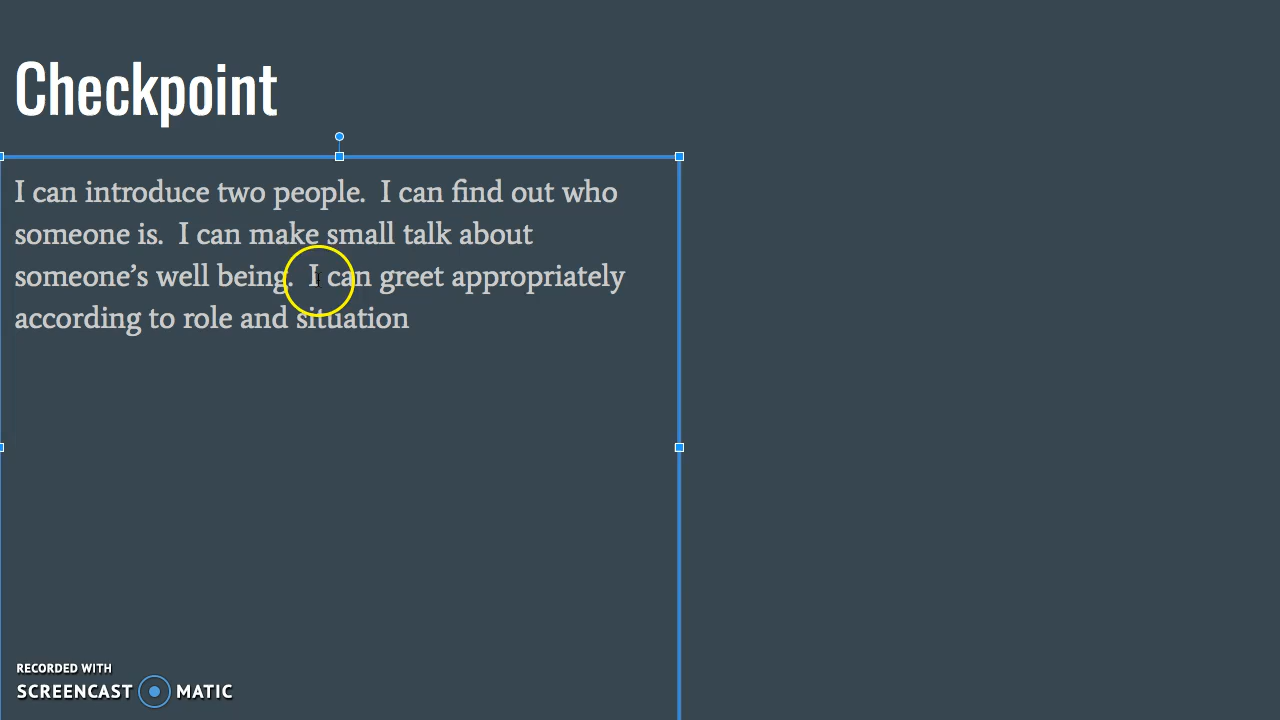 Checkpoint
I can introduce two people.  I can find out who
someone is.  I can make small talk about
someone’s well being.  I can greet appropriately
according to role and situation
RECORDED WITH
SCREENCAST MATIC